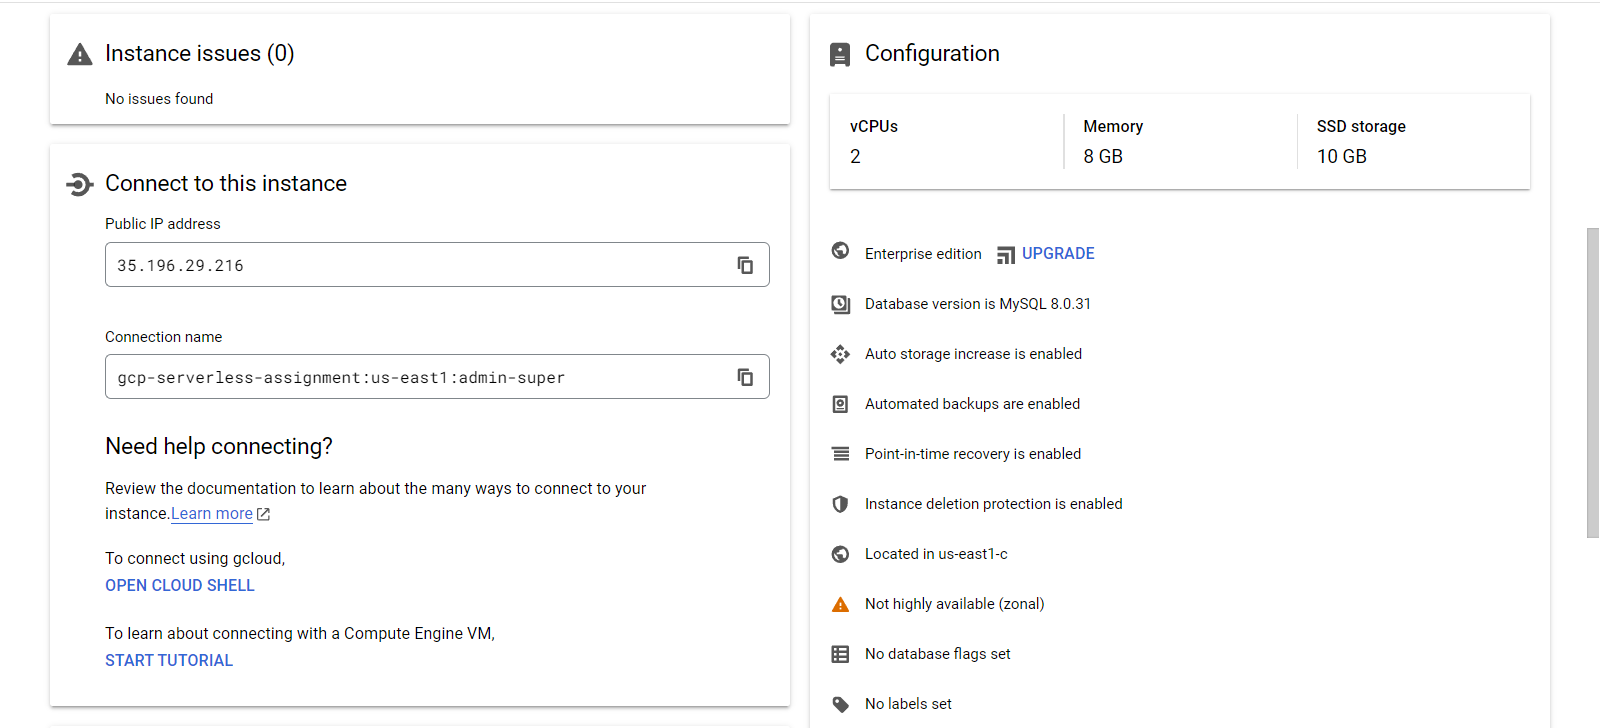 Instance issues (0)
No issues found
Connect to this instance
Public IP address
35.196.29.216
Connection name
gcp-serverless-assignment:us-east1:admin-super
Need help connecting?
Review the documentation to learn about the many ways to connect to your
instance.Learn more
To connect using gcloud,
OPEN CLOUD SHELL
To learn about connecting with a Compute Engine VM,
START TUTORIAL
Configuration
vCPUs
2
Memory
8 GB
SSD storage
10 GB
Enterprise edition UPGRADE
Database version is MySQL 8.0.31
Auto storage increase is enabled
Automated backups are enabled
Point-in-time recovery is enabled
Instance deletion protection is enabled
Located in us-east1-c
Not highly available (zonal)
No database flags set
No labels set